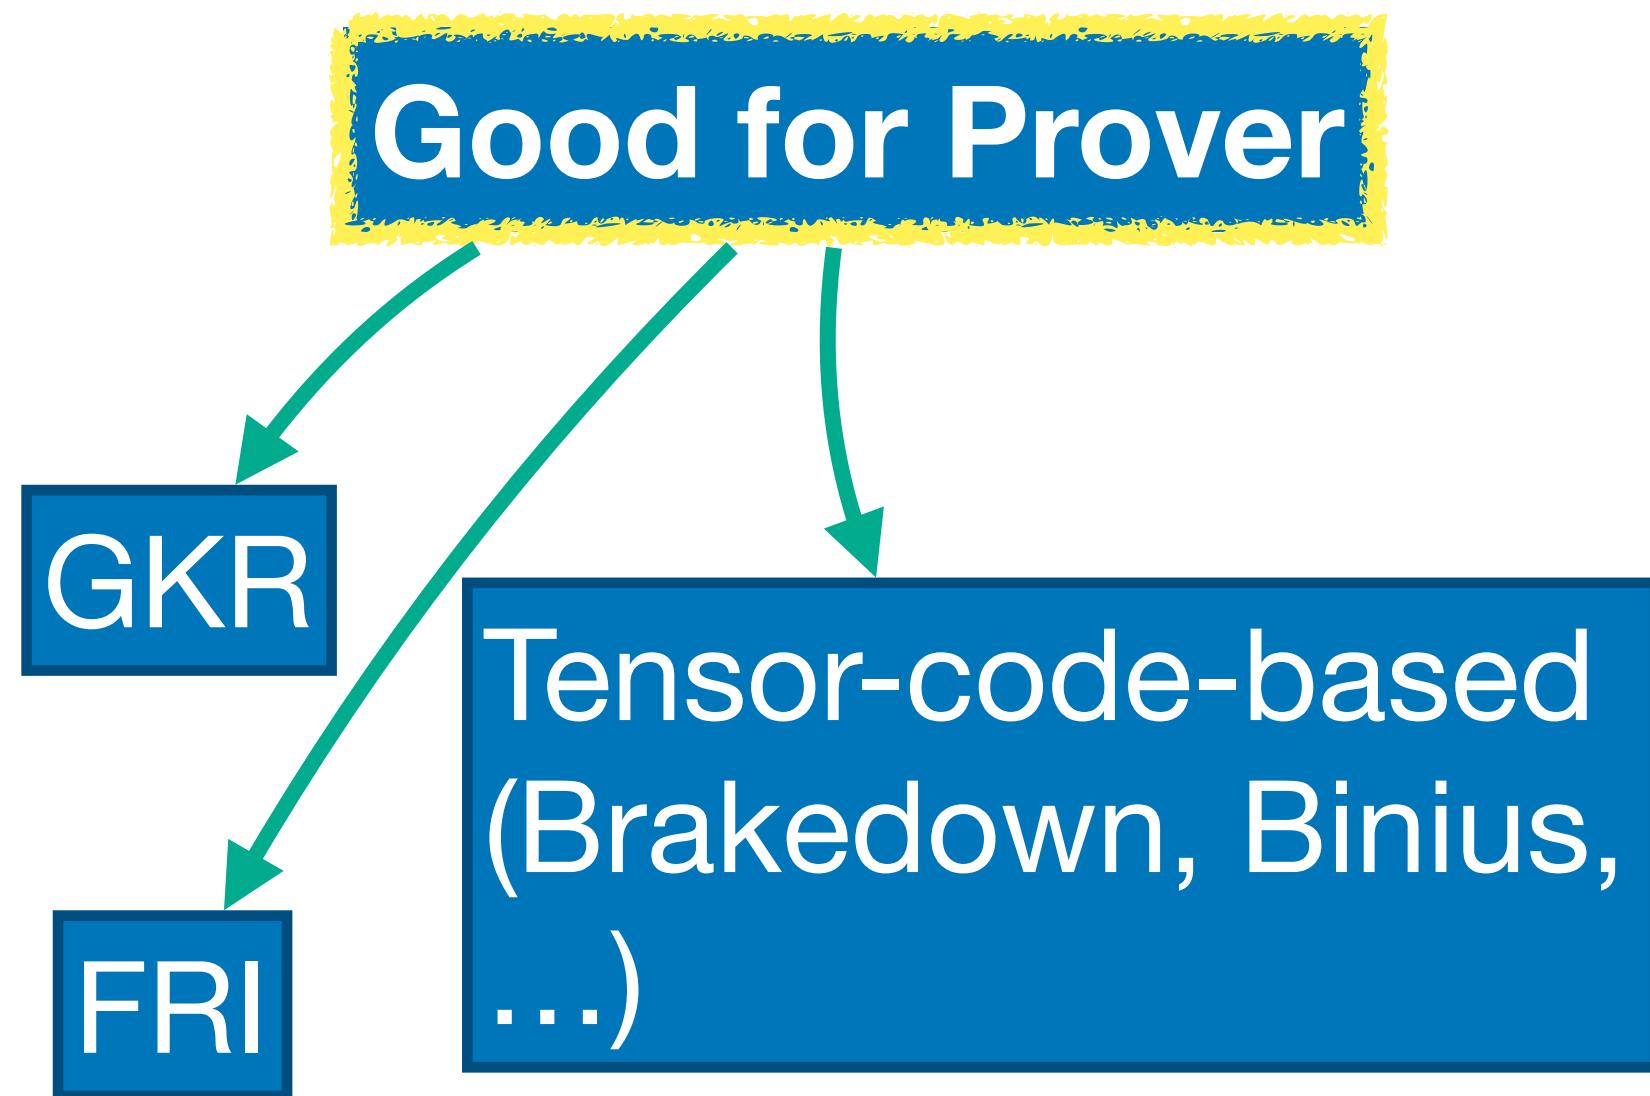 Good for Prover
GKR
Tensor-code-based
(Brakedown, Binius,
…)
FRI